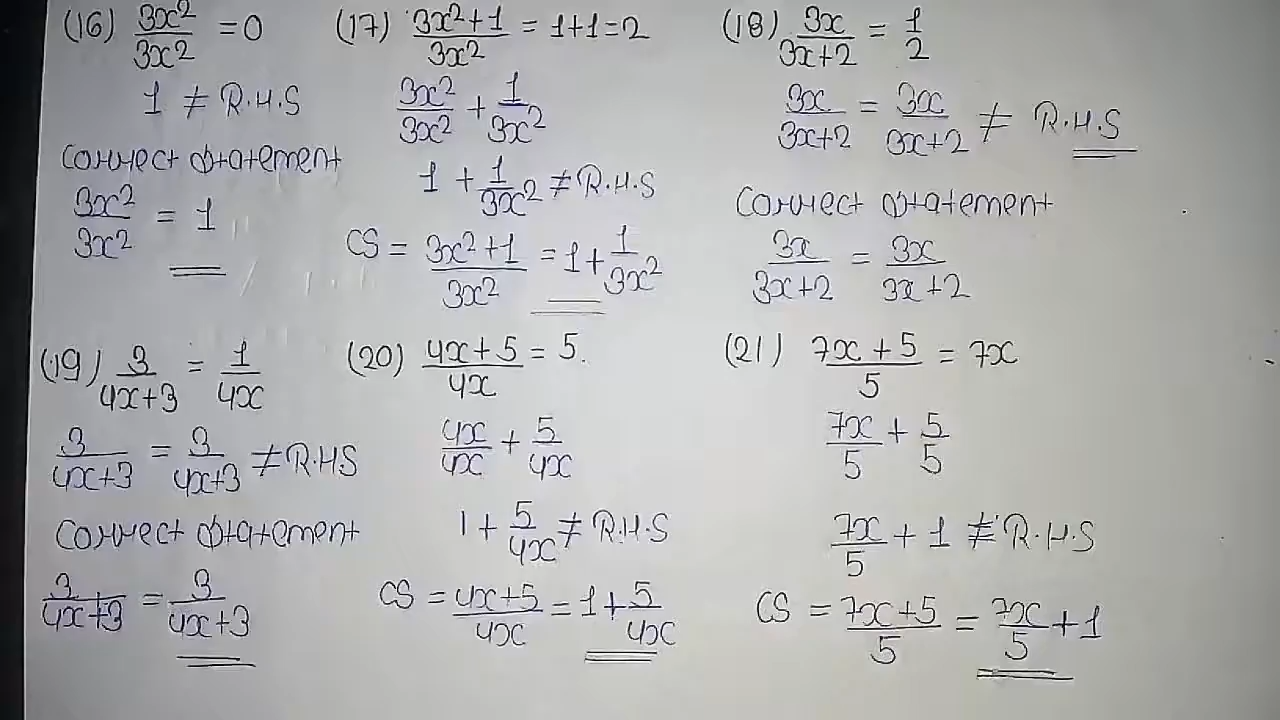 (16) 3x²/3x² = 0
1 ≠ R.H.S
Correct statement
3x²/3x² = 1
(17) 3x²+1/3x² = 1+1=2
3x²/3x² + 1/3x²
1 + 1/3x² ≠ R.H.S
CS = 3x²+1/3x² = 1+1/3x²
(18) 3x/3x+2 = 1/2
3x/3x+2 = 3x/3x+2 ≠ R.H.S
Correct statement
3x/3x+2 = 3x/3x+2
(19) 3/4x+3 = 1/4x
3/4x+3 = 3/4x+3 ≠ R.H.S
Correct statement
3/4x+3 = 3/4x+3
(20) 4x+5/4x = 5.
4x/4x + 5/4x
1 + 5/4x ≠ R.H.S
CS = 4x+5/4x = 1+5/4x
(21) 7x+5/5 = 7x
7x/5 + 5/5
7x/5 + 1 ≠ R.H.S
CS = 7x+5/5 = 7x/5 + 1